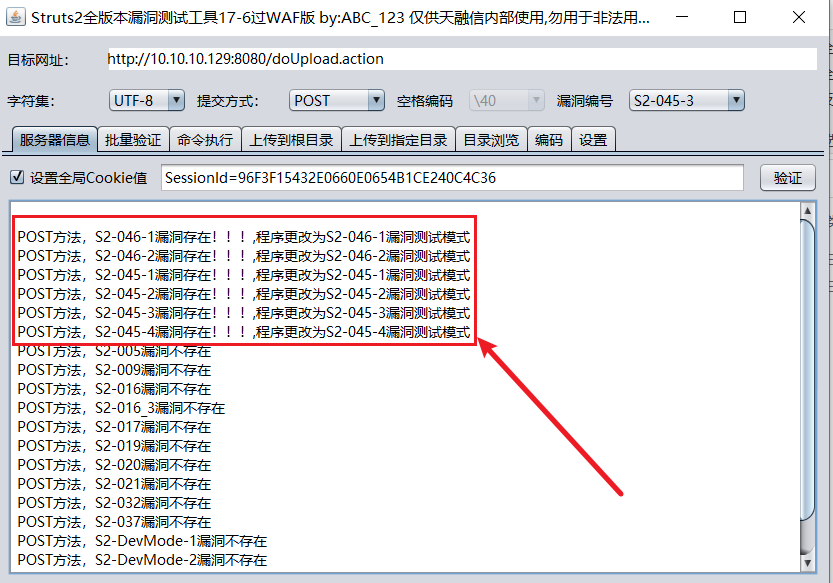 Struts2全版本漏洞测试工具17-6过WAF版 by:ABC_123 仅供天融信内部使用,勿用于非法用...
目标网址: http://10.10.10.129:8080/doUpload.action
字符集: UTF-8 提交方式: POST 空格编码 \40 漏洞编号 S2-045-3
服务器信息 批量验证 命令执行 上传到根目录 上传到指定目录 目录浏览 编码 设置
设置全局Cookie值 SessionId=96F3F15432E0660E0654B1CE240C4C36 验证
POST方法，S2-046-1漏洞存在！！！,程序更改为S2-046-1漏洞测试模式
POST方法，S2-046-2漏洞存在！！！,程序更改为S2-046-2漏洞测试模式
POST方法，S2-045-1漏洞存在！！！,程序更改为S2-045-1漏洞测试模式
POST方法，S2-045-2漏洞存在！！！,程序更改为S2-045-2漏洞测试模式
POST方法，S2-045-3漏洞存在！！！,程序更改为S2-045-3漏洞测试模式
POST方法，S2-045-4漏洞存在！！！,程序更改为S2-045-4漏洞测试模式
POST方法，S2-005漏洞不存在
POST方法，S2-009漏洞不存在
POST方法，S2-016漏洞不存在
POST方法，S2-016_3漏洞不存在
POST方法，S2-017漏洞不存在
POST方法，S2-019漏洞不存在
POST方法，S2-020漏洞不存在
POST方法，S2-021漏洞不存在
POST方法，S2-032漏洞不存在
POST方法，S2-037漏洞不存在
POST方法，S2-DevMode-1漏洞不存在
POST方法，S2-DevMode-2漏洞不存在